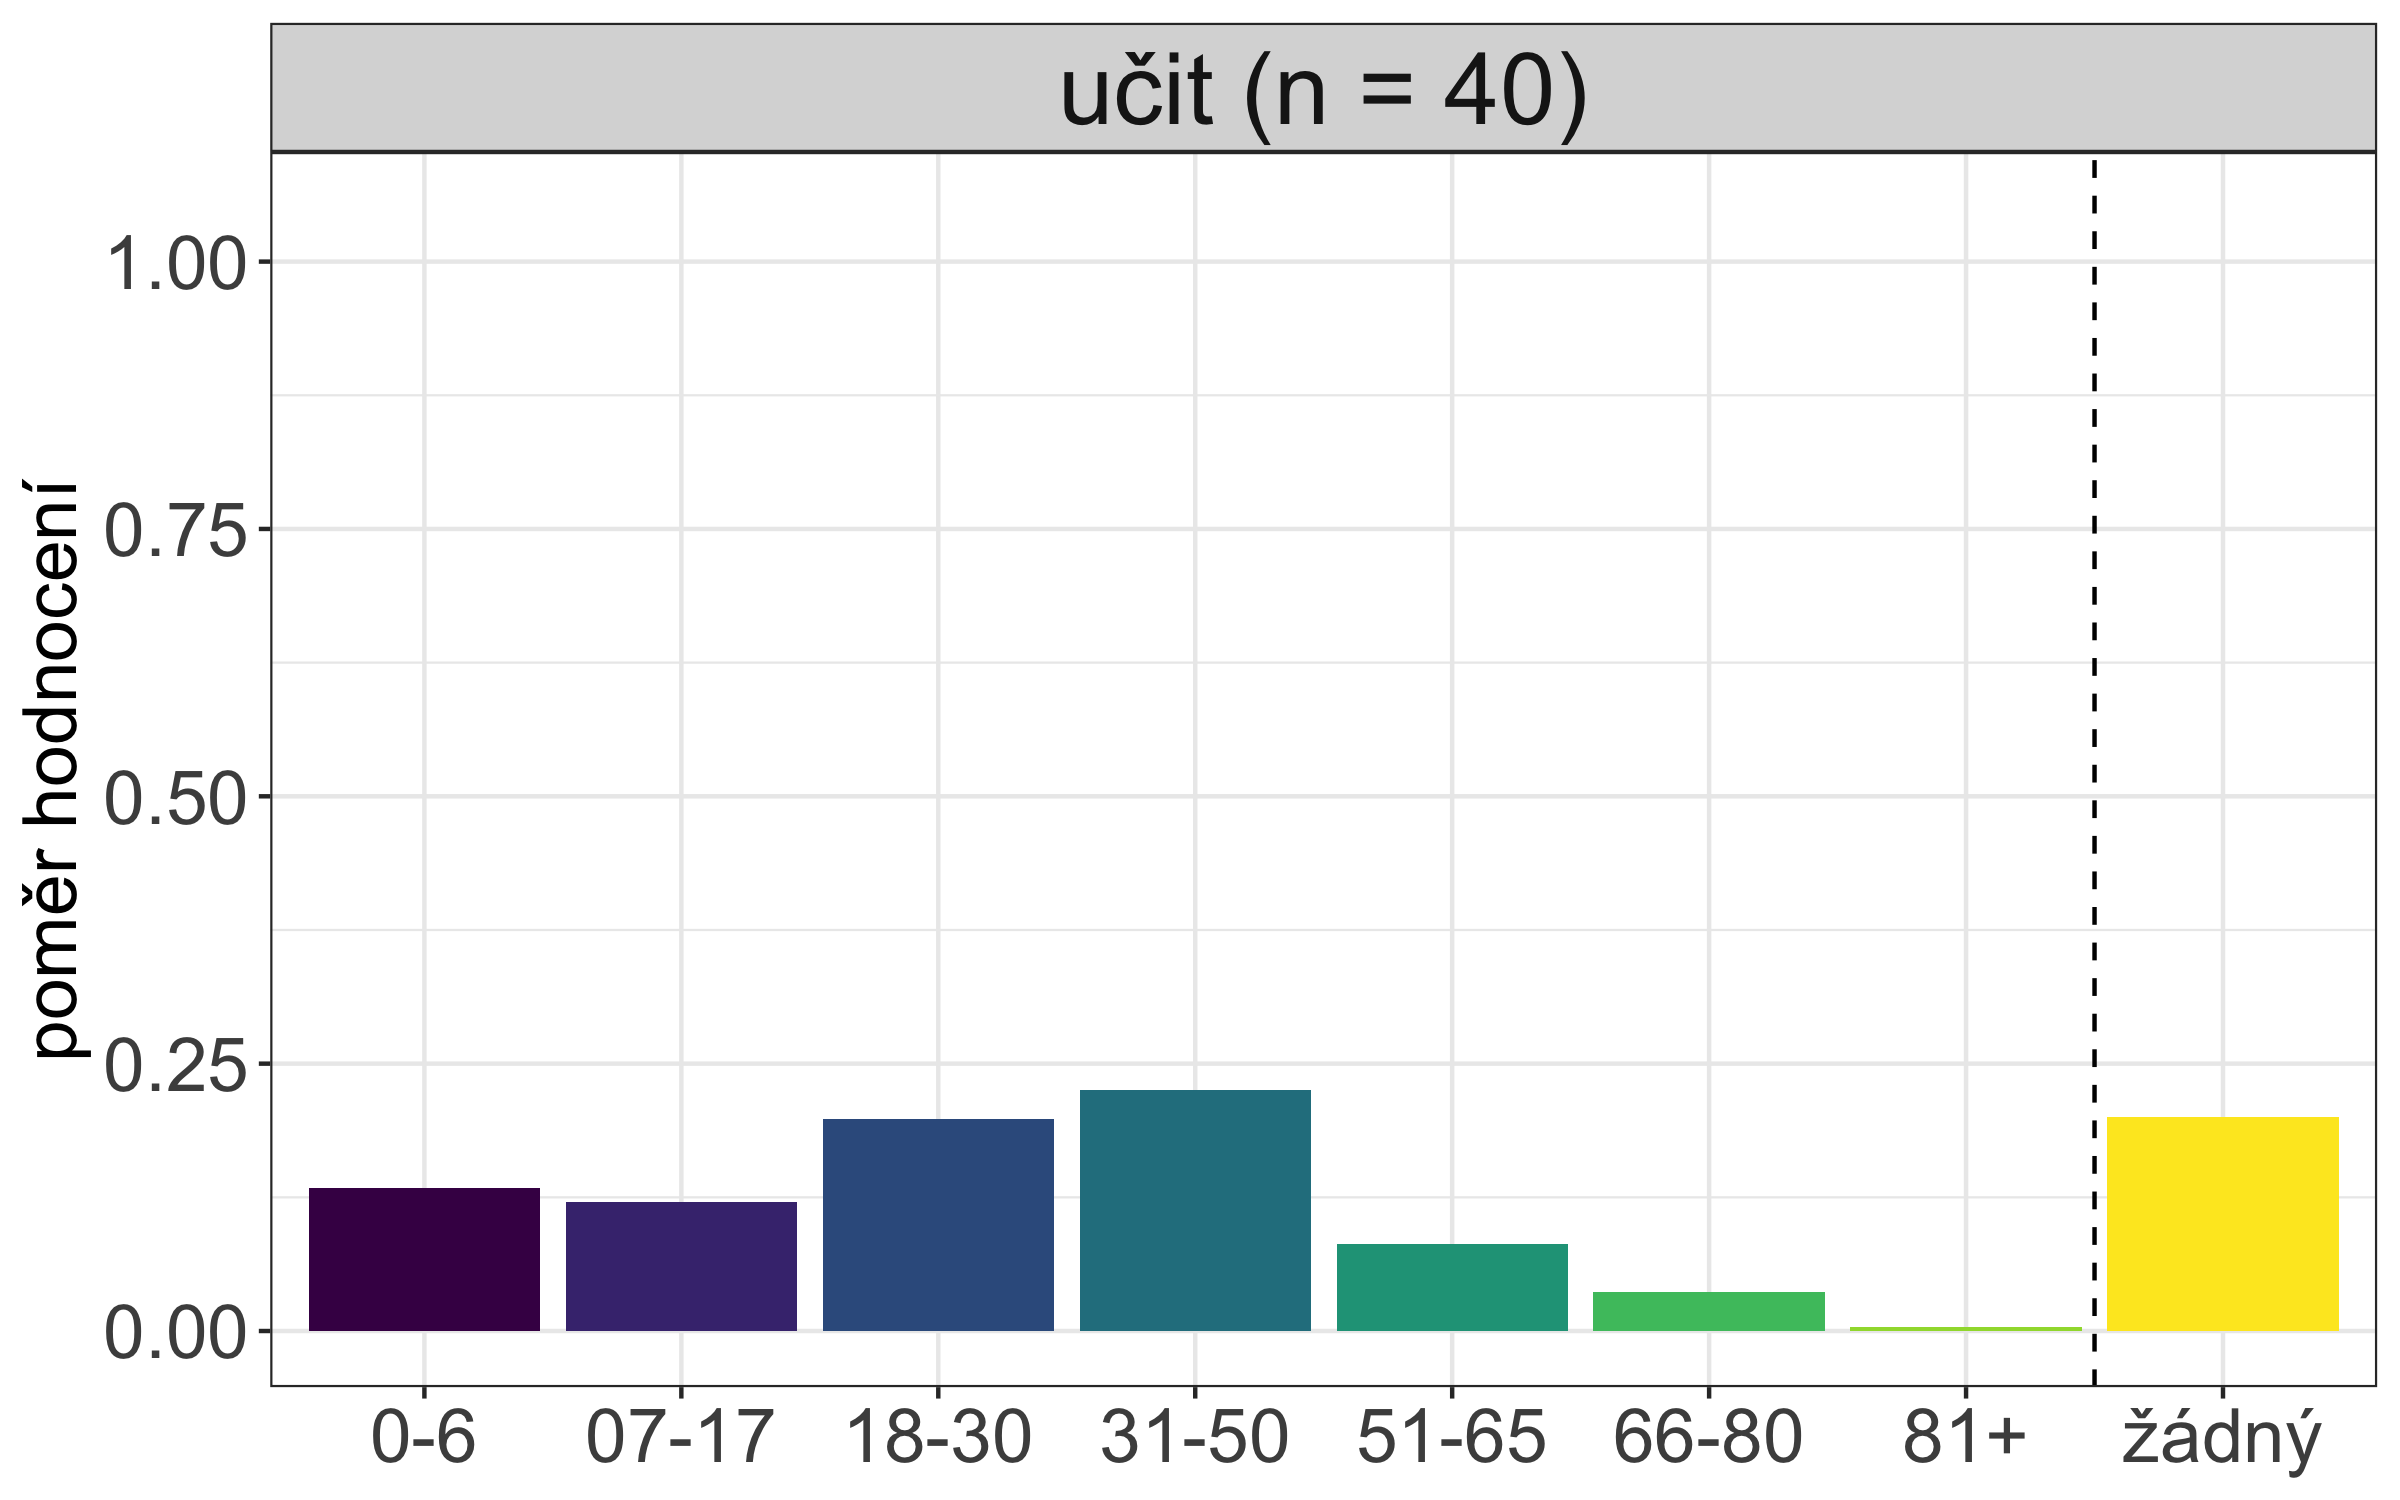 učit (n = 40)
poměr hodnocení
1.00
0.75
0.50
0.25
0.00
0-6 07-17 18-30 31-50 51-65 66-80 81+ žádný